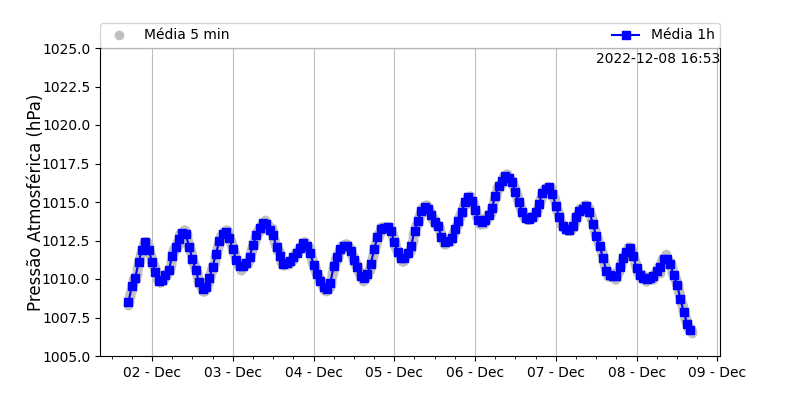 Média 5 min
Média 1h
2022-12-08 16:53
Pressão Atmosférica (hPa)
1025.0
1022.5
1020.0
1017.5
1015.0
1012.5
1010.0
1007.5
1005.0
02 - Dec
03 - Dec
04 - Dec
05 - Dec
06 - Dec
07 - Dec
08 - Dec
09 - Dec